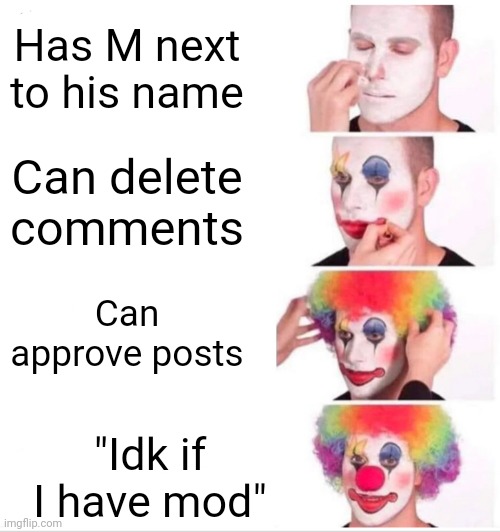 Has M next
to his name
Can delete
comments
Can
approve posts
"Idk if
I have mod"
imgflip.com